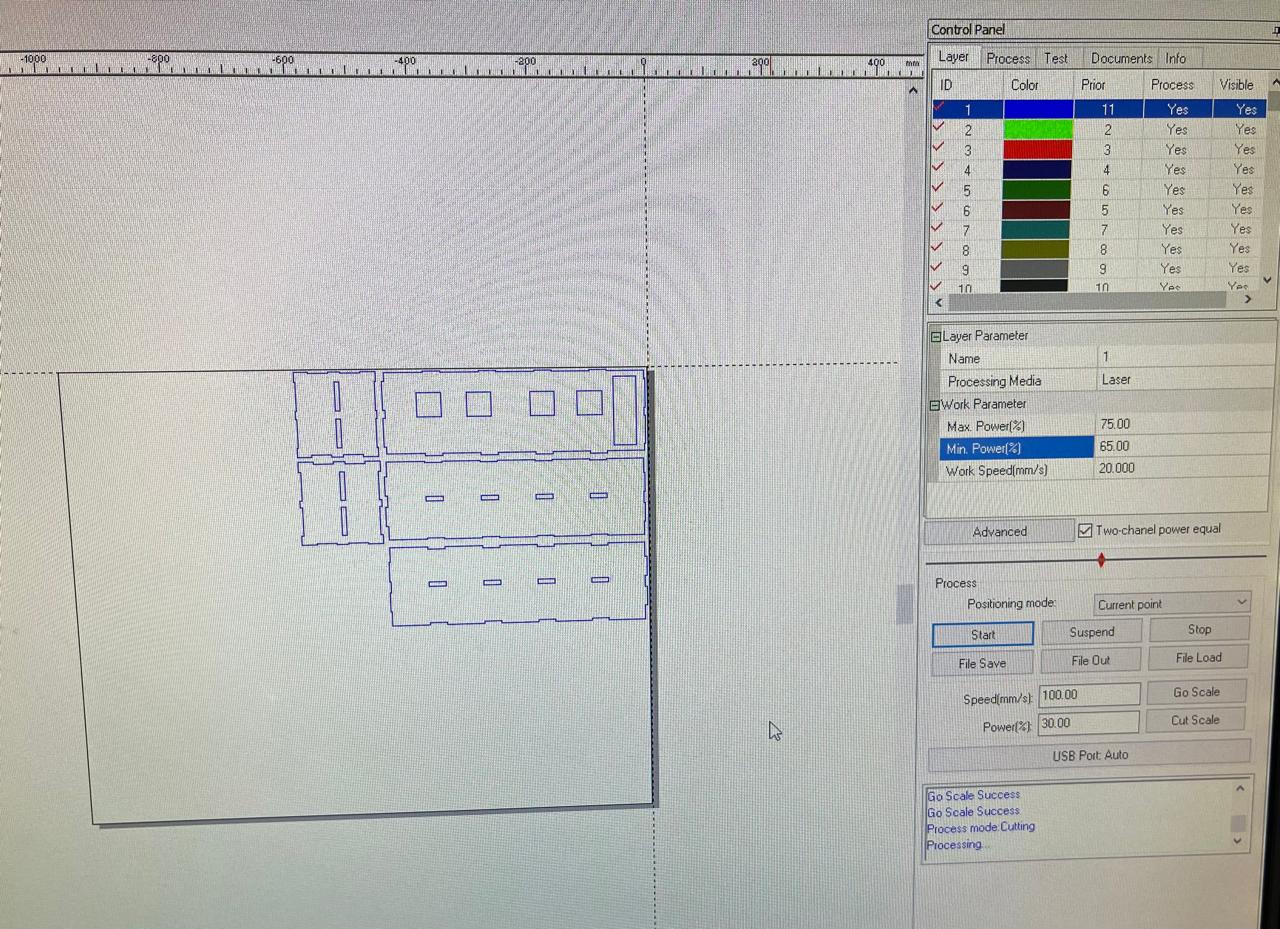 Control Panel
-1000 -800 -600 -400 -200 0 200 400 mm
Layer Process Test Documents Info
ID Color Prior Process Visible
1 11 Yes Yes
2 2 Yes Yes
3 3 Yes Yes
4 4 Yes Yes
5 6 Yes Yes
6 5 Yes Yes
7 7 Yes Yes
8 8 Yes Yes
9 9 Yes Yes
10 10 Yes Yes
Layer Parameter
Name 1
Processing Media Laser
Work Parameter
Max. Power(%) 75.00
Min. Power(%) 65.00
Work Speed(mm/s) 20.000
Advanced Two-chanel power equal
Process
Positioning mode: Current point
Start Suspend Stop
File Save File Out File Load
Speed(mm/s): 100.00 Go Scale
Power(%): 30.00 Cut Scale
USB Port: Auto
Go Scale Success
Go Scale Success
Process mode:Cutting
Processing...